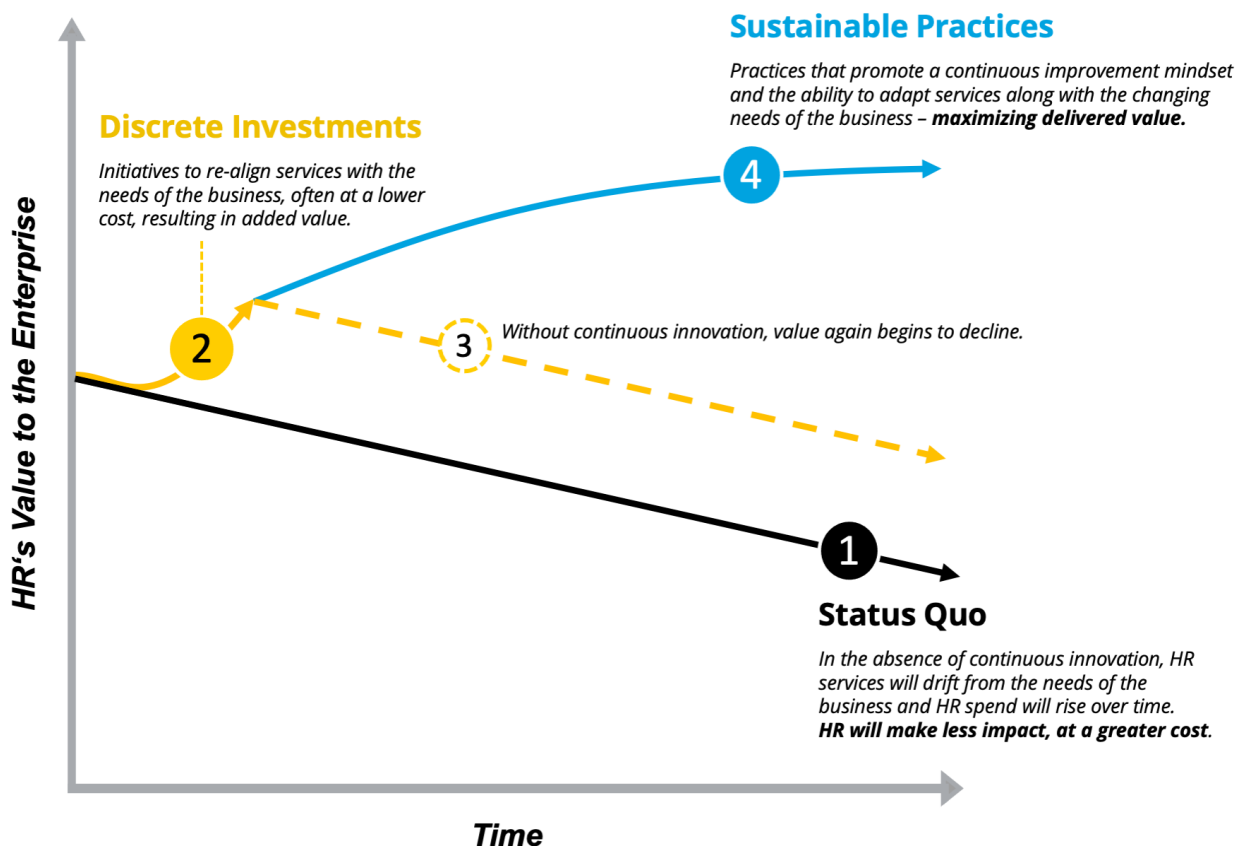 Sustainable Practices
Practices that promote a continuous improvement mindset
and the ability to adapt services along with the changing
needs of the business – maximizing delivered value.
4
Discrete Investments
Initiatives to re-align services with the
needs of the business, often at a lower
cost, resulting in added value.
2
3
Without continuous innovation, value again begins to decline.
1
Status Quo
In the absence of continuous innovation, HR
services will drift from the needs of the
business and HR spend will rise over time.
HR will make less impact, at a greater cost.
HR‘s Value to the Enterprise
Time